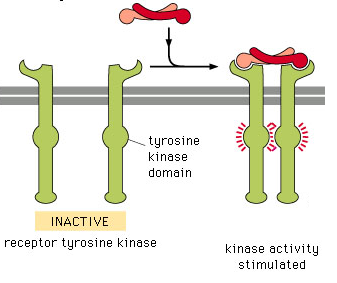 tyrosine
kinase
domain
INACTIVE
receptor tyrosine kinase
kinase activity
stimulated